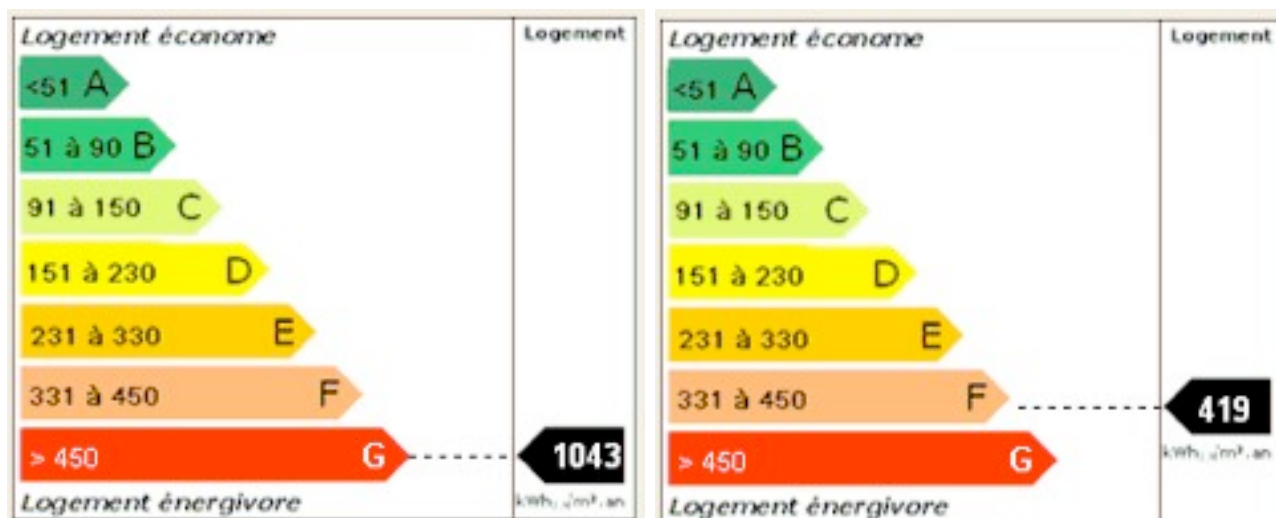 Logement économe
Logement
<51 A
51 à 90 B
91 à 150 C
151 à 230 D
231 à 330 E
331 à 450 F
> 450 G
1043
Logement énergivore
Logement économe
Logement
<51 A
51 à 90 B
91 à 150 C
151 à 230 D
231 à 330 E
331 à 450 F
419
> 450 G
Logement énergivore